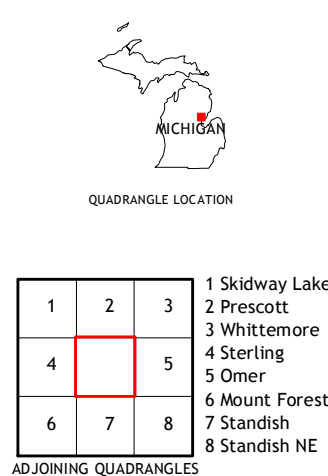 MICHIGAN
QUADRANGLE LOCATION
1 2 3
4 5
6 7 8
1 Skidway Lake
2 Prescott
3 Whittemore
4 Sterling
5 Omer
6 Mount Forest
7 Standish
8 Standish NE
ADJOINING QUADRANGLES